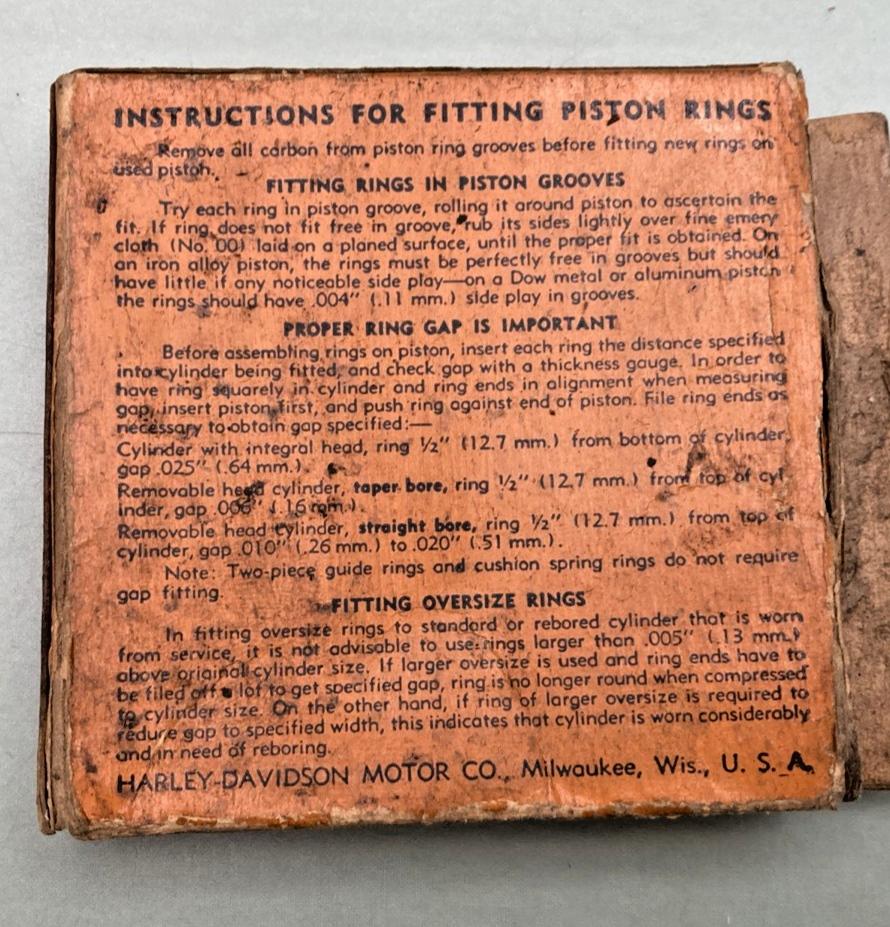 INSTRUCTIONS FOR FITTING PISTON RINGS
Remove all carbon from piston ring grooves before fitting new rings on
used piston.
FITTING RINGS IN PISTON GROOVES
Try each ring in piston groove, rolling it around piston to ascertain the
fit. If ring does not fit free in groove, rub its sides lightly over fine emery
cloth (No. 00) laid on a planed surface, until the proper fit is obtained. On
an iron alloy piston, the rings must be perfectly free in grooves but should
have little if any noticeable side play—on a Dow metal or aluminum piston
the rings should have .004" (.11 mm.) side play in grooves.
PROPER RING GAP IS IMPORTANT
Before assembling rings on piston, insert each ring the distance specified
into cylinder being fitted, and check gap with a thickness gauge. In order to
have ring squarely in cylinder and ring ends in alignment when measuring
gap, insert piston first, and push ring against end of piston. File ring ends as
necessary to obtain gap specified:—
Cylinder with integral head, ring ½" (12.7 mm.) from bottom of cylinder,
gap .025" (.64 mm.).
Removable head cylinder, taper bore, ring ½" (12.7 mm.) from top of cyl
inder, gap .006" (.16 mm.).
Removable head cylinder, straight bore, ring ½" (12.7 mm.) from top of
cylinder, gap .010" (.26 mm.) to .020" (.51 mm.).
Note: Two-piece guide rings and cushion spring rings do not require
gap fitting.
FITTING OVERSIZE RINGS
In fitting oversize rings to standard or rebored cylinder that is worn
from service, it is not advisable to use rings larger than .005" (.13 mm.)
above original cylinder size. If larger oversize is used and ring ends have to
be filed off a lot to get specified gap, ring is no longer round when compressed
to cylinder size. On the other hand, if ring of larger oversize is required to
reduce gap to specified width, this indicates that cylinder is worn considerably
and in need of reboring.
HARLEY-DAVIDSON MOTOR CO., Milwaukee, Wis., U. S. A.